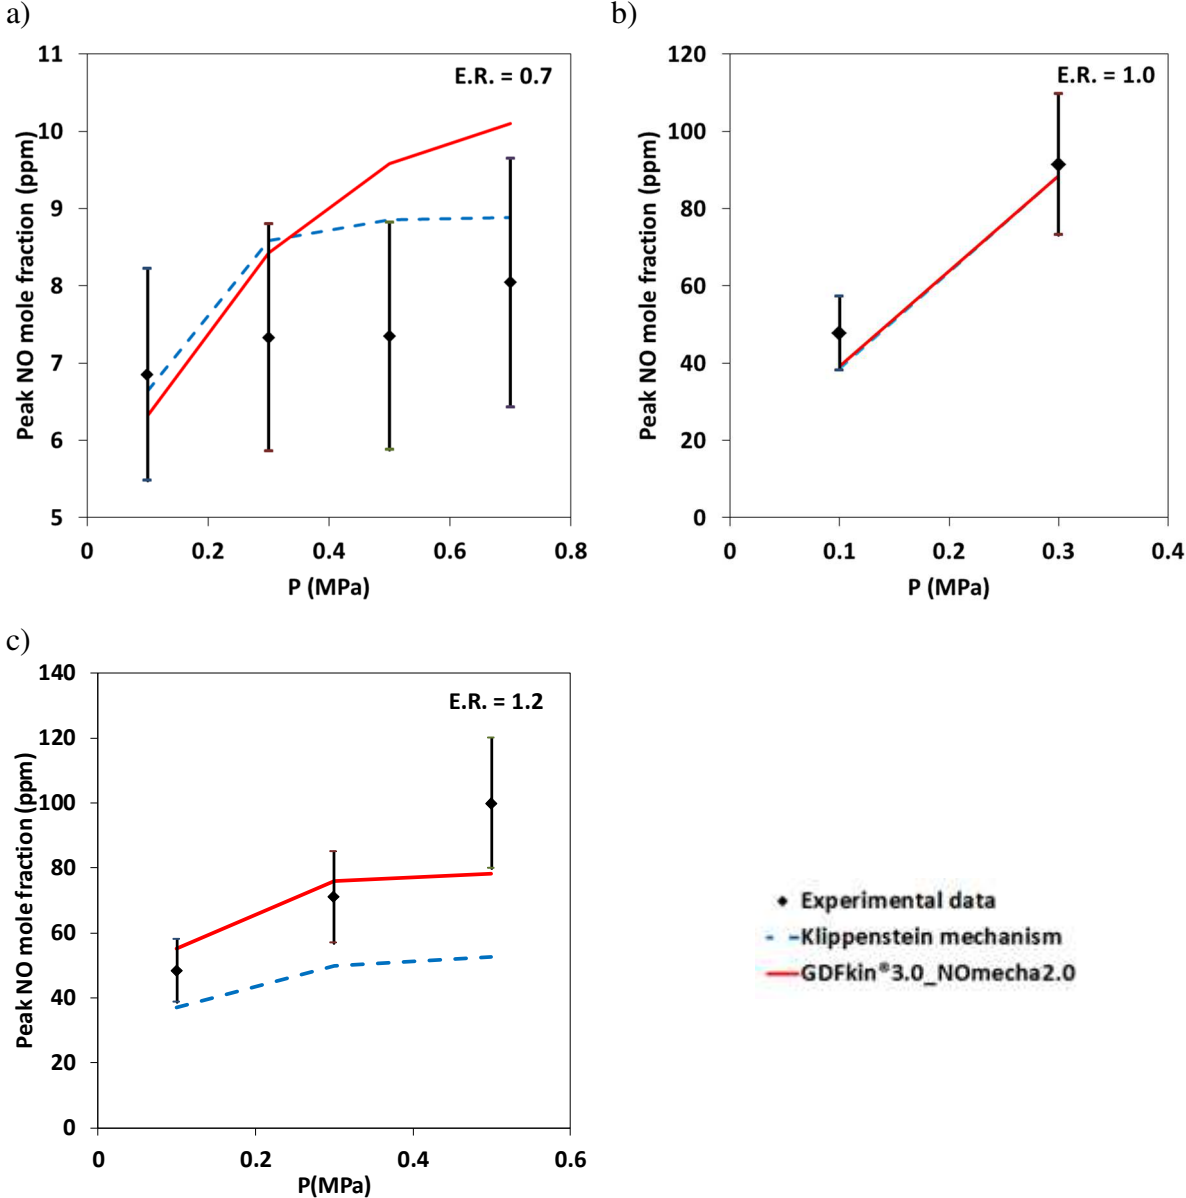 a)
Peak NO mole fraction (ppm)
11
10
9
8
7
6
5
E.R. = 0.7
0 0.2 0.4 0.6 0.8
P (MPa)
b)
Peak NO mole fraction (ppm)
120
100
80
60
40
20
0
E.R. = 1.0
0 0.1 0.2 0.3 0.4
P (MPa)
c)
Peak NO mole fraction (ppm)
140
120
100
80
60
40
20
0
E.R. = 1.2
0 0.2 0.4 0.6
P(MPa)
Experimental data
Klippenstein mechanism
GDFkin®3.0_NOmecha2.0